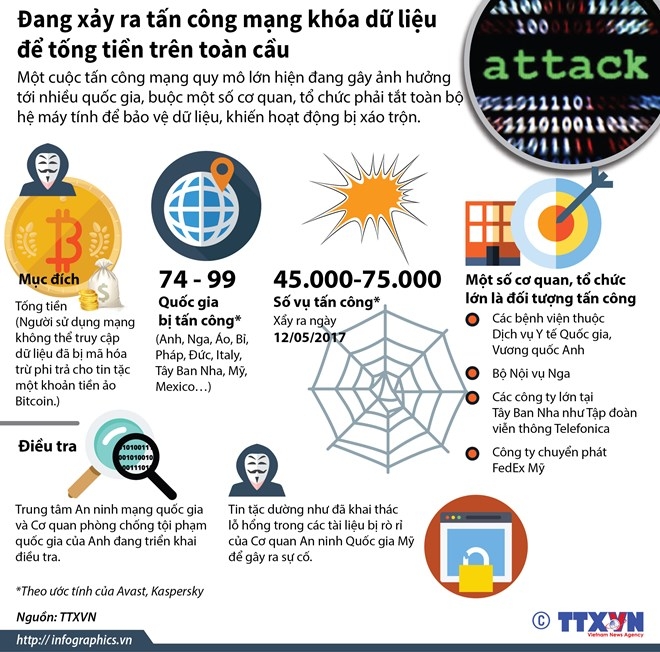 Đang xảy ra tấn công mạng khóa dữ liệu
để tống tiền trên toàn cầu
Một cuộc tấn công mạng quy mô lớn hiện đang gây ảnh hưởng
tới nhiều quốc gia, buộc một số cơ quan, tổ chức phải tắt toàn bộ
hệ máy tính để bảo vệ dữ liệu, khiến hoạt động bị xáo trộn.
attack
Mục đích
Tống tiền
(Người sử dụng mạng
không thể truy cập
dữ liệu đã bị mã hóa
trừ phi trả cho tin tặc
một khoản tiền ảo
Bitcoin.)
74 - 99
Quốc gia
bị tấn công*
(Anh, Nga, Áo, Bỉ,
Pháp, Đức, Italy,
Tây Ban Nha, Mỹ,
Mexico...)
45.000-75.000
Số vụ tấn công*
Xẩy ra ngày
12/05/2017
Một số cơ quan, tổ chức
lớn là đối tượng tấn công
Các bệnh viện thuộc
Dịch vụ Y tế Quốc gia,
Vương quốc Anh
Bộ Nội vụ Nga
Các công ty lớn tại
Tây Ban Nha như Tập đoàn
viễn thông Telefonica
Công ty chuyển phát
FedEx Mỹ
Điều tra
Trung tâm An ninh mạng quốc gia
và Cơ quan phòng chống tội phạm
quốc gia của Anh đang triển khai
điều tra.
Tin tặc dường như đã khai thác
lỗ hổng trong các tài liệu bị rò rỉ
của Cơ quan An ninh Quốc gia Mỹ
để gây ra sự cố.
*Theo ước tính của Avast, Kaspersky
Nguồn: TTXVN
© TTXVN
Vietnam News Agency
http://infographics.vn